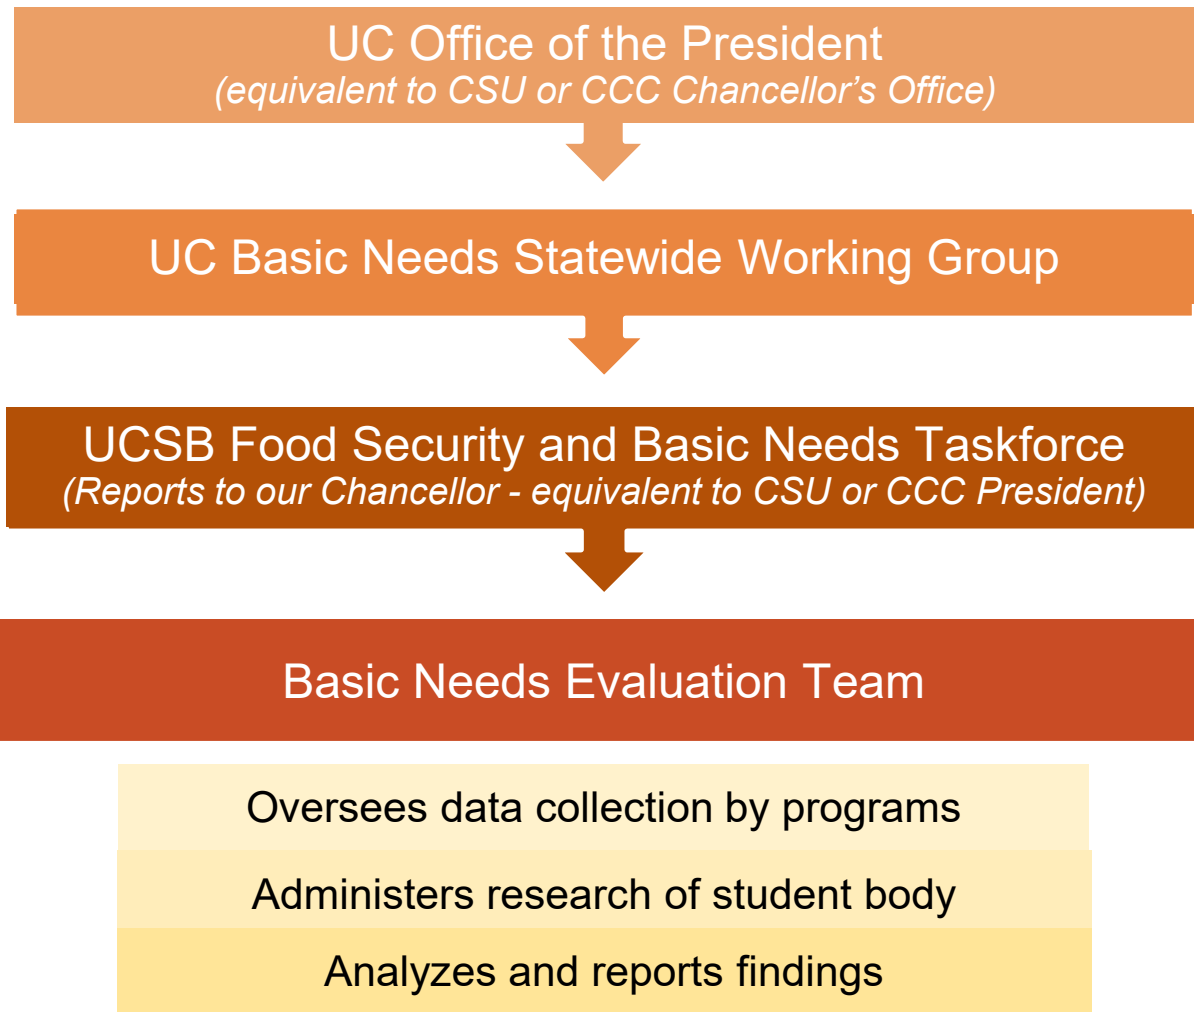 UC Office of the President
(equivalent to CSU or CCC Chancellor’s Office)
UC Basic Needs Statewide Working Group
UCSB Food Security and Basic Needs Taskforce
(Reports to our Chancellor - equivalent to CSU or CCC President)
Basic Needs Evaluation Team
Oversees data collection by programs
Administers research of student body
Analyzes and reports findings